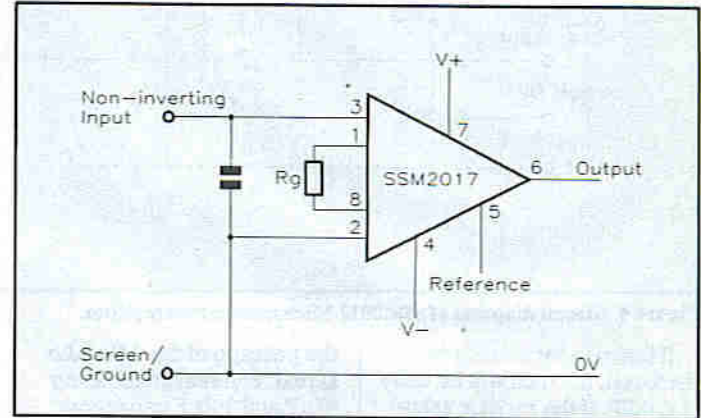 V+
Non-inverting
Input
3
7
1
6
Output
Rg
SSM2017
8
5
2
4
Reference
V-
Screen/
Ground
0V